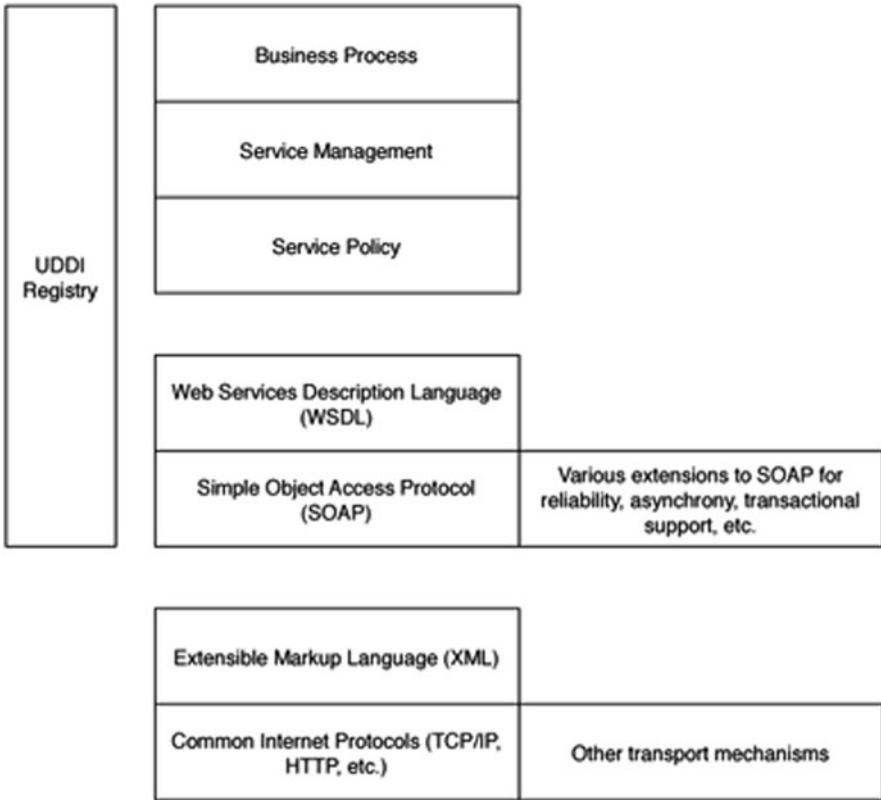 Business Process
Service Management
Service Policy
UDDI
Registry
Web Services Description Language
(WSDL)
Simple Object Access Protocol
(SOAP)
Various extensions to SOAP for
reliability, asynchrony, transactional
support, etc.
Extensible Markup Language (XML)
Common Internet Protocols (TCP/IP,
HTTP, etc.)
Other transport mechanisms